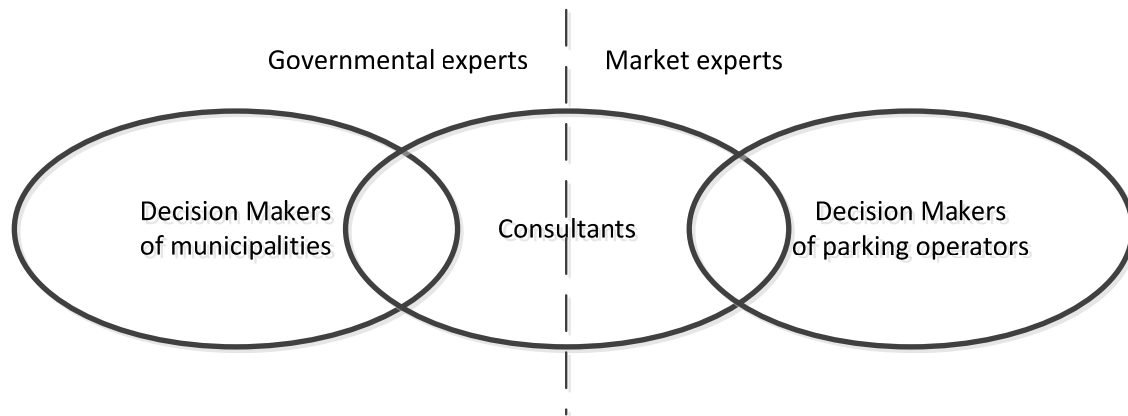 Governmental experts
Market experts
Decision Makers
of municipalities
Consultants
Decision Makers
of parking operators